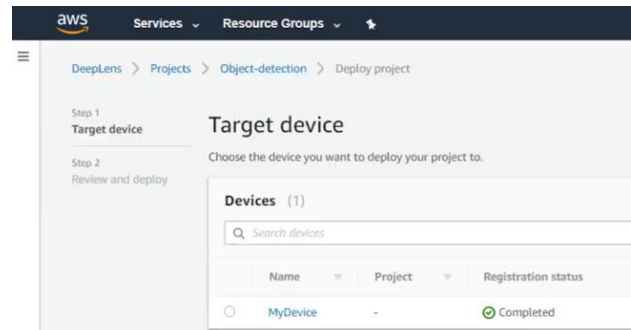 aws Services Resource Groups
DeepLens > Projects > Object-detection > Deploy project
Step 1
Target device
Step 2
Review and deploy
Target device
Choose the device you want to deploy your project to.
Devices (1)
Search devices
Name Project Registration status
MyDevice - Completed